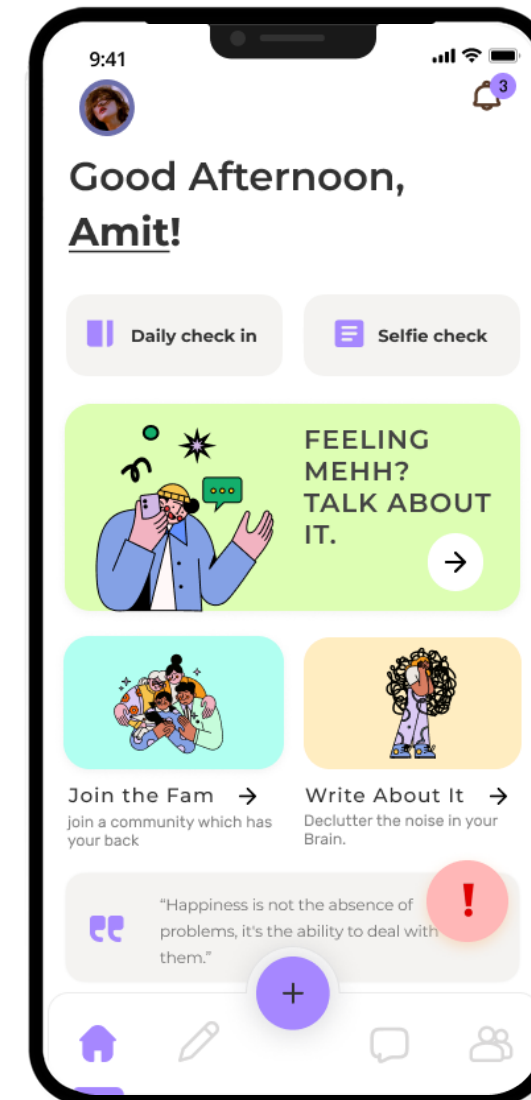 9:41
3
Good Afternoon,
Amit!
Daily check in
Selfie check
FEELING
MEHH?
TALK ABOUT
IT.
Join the Fam
join a community which has
your back
Write About It
Declutter the noise in your
Brain.
“Happiness is not the absence of
problems, it's the ability to deal with
them.”
!
+